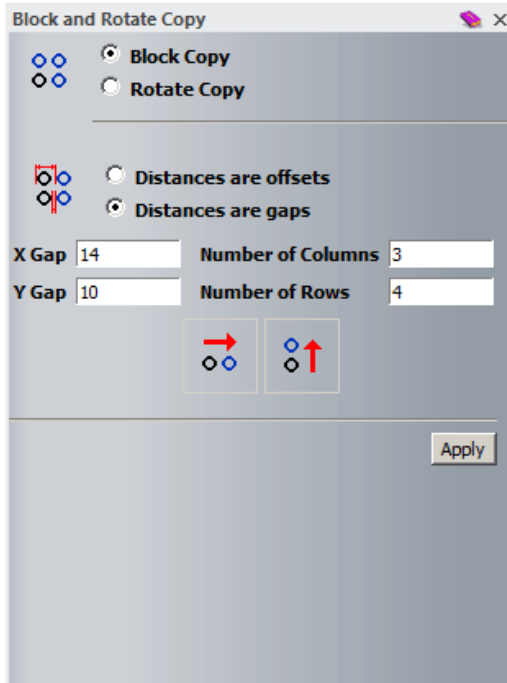 Block and Rotate Copy
Block Copy
Rotate Copy
Distances are offsets
Distances are gaps
X Gap 14 Number of Columns 3
Y Gap 10 Number of Rows 4
Apply